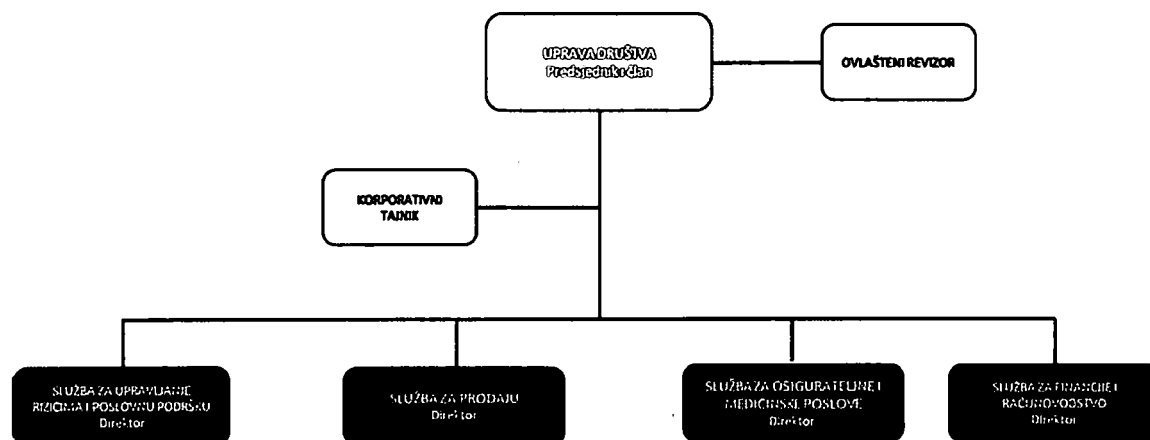 UPRAVA DRUŠTVA
Predsjednik i član
OVLAŠTENI REVIZOR
KORPORATIVNI
TAJNIK
SLUŽBA ZA UPRAVLJANJE
RIZICIMA I POSLOVNU PODRŠKU
Direktor
SLUŽBA ZA PRODAJU
Direktor
SLUŽBA ZA OSIGURATELJNE I
MEDICINSKE POSLOVE
Direktor
SLUŽBA ZA FINANCIJE I
RAČUNOVODSTVO
Direktor